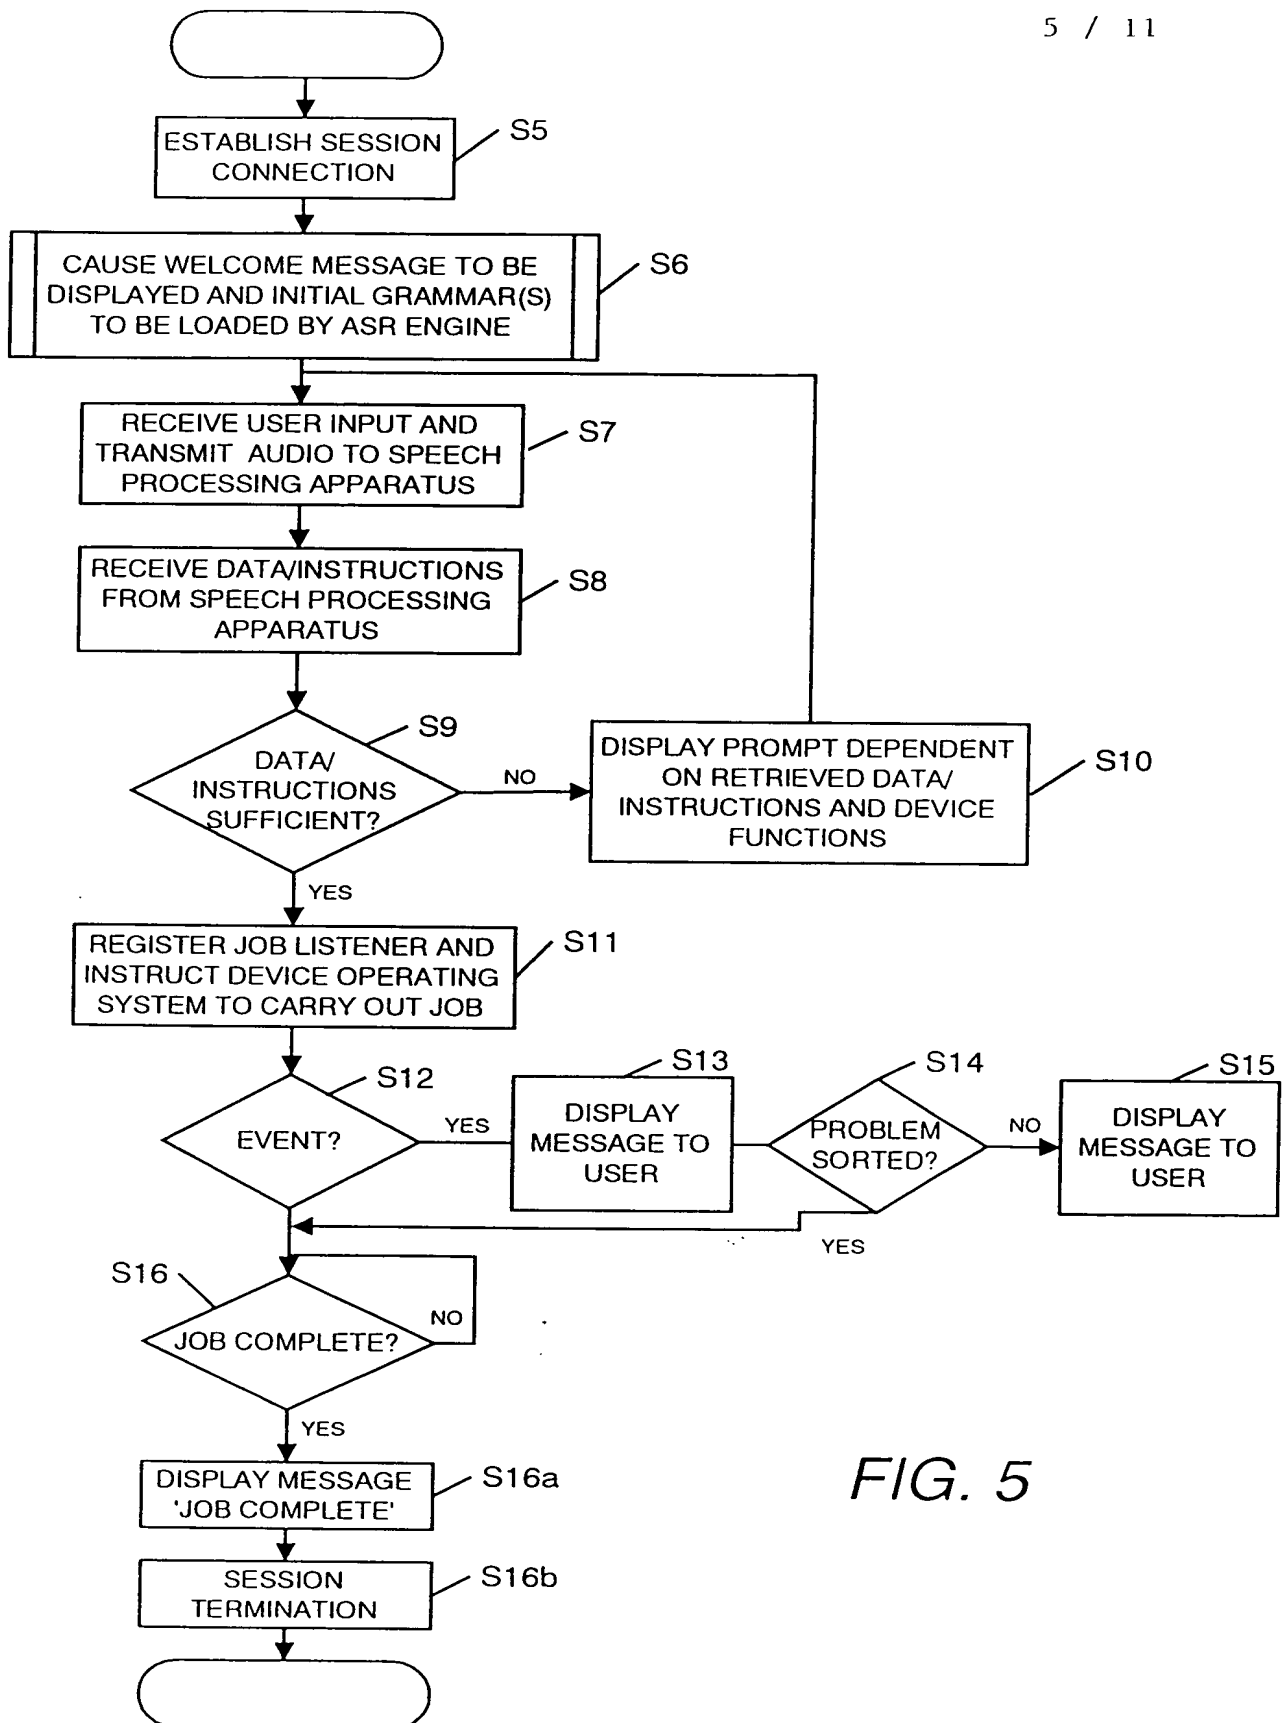 5 / 11
ESTABLISH SESSION
CONNECTION
S5
CAUSE WELCOME MESSAGE TO BE
DISPLAYED AND INITIAL GRAMMAR(S)
TO BE LOADED BY ASR ENGINE
S6
RECEIVE USER INPUT AND
TRANSMIT AUDIO TO SPEECH
PROCESSING APPARATUS
S7
RECEIVE DATA/INSTRUCTIONS
FROM SPEECH PROCESSING
APPARATUS
S8
DATA/
INSTRUCTIONS
SUFFICIENT?
S9
NO
YES
DISPLAY PROMPT DEPENDENT
ON RETRIEVED DATA/
INSTRUCTIONS AND DEVICE
FUNCTIONS
S10
REGISTER JOB LISTENER AND
INSTRUCT DEVICE OPERATING
SYSTEM TO CARRY OUT JOB
S11
EVENT?
S12
YES
DISPLAY
MESSAGE TO
USER
S13
PROBLEM
SORTED?
S14
NO
YES
DISPLAY
MESSAGE TO
USER
S15
S16
JOB COMPLETE?
NO
YES
DISPLAY MESSAGE
'JOB COMPLETE'
S16a
SESSION
TERMINATION
S16b
FIG. 5